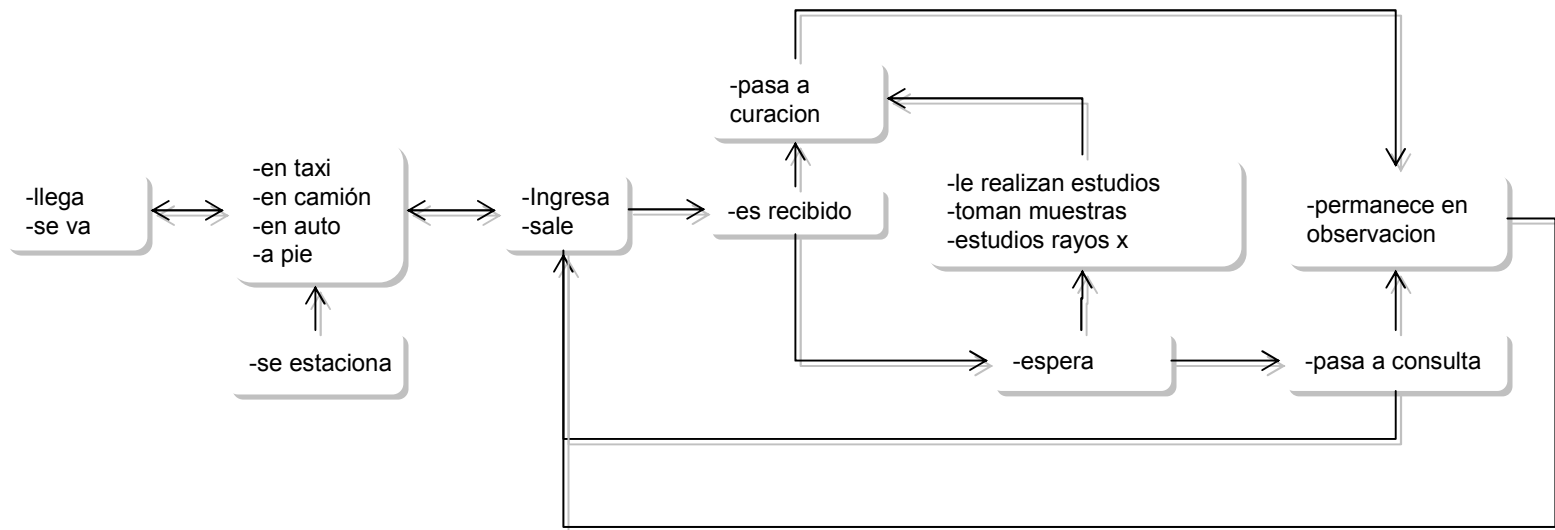 -llega
-se va
-en taxi
-en camión
-en auto
-a pie
-se estaciona
-Ingresa
-sale
-es recibido
-pasa a
curacion
-le realizan estudios
-toman muestras
-estudios rayos x
-espera
-permanece en
observacion
-pasa a consulta